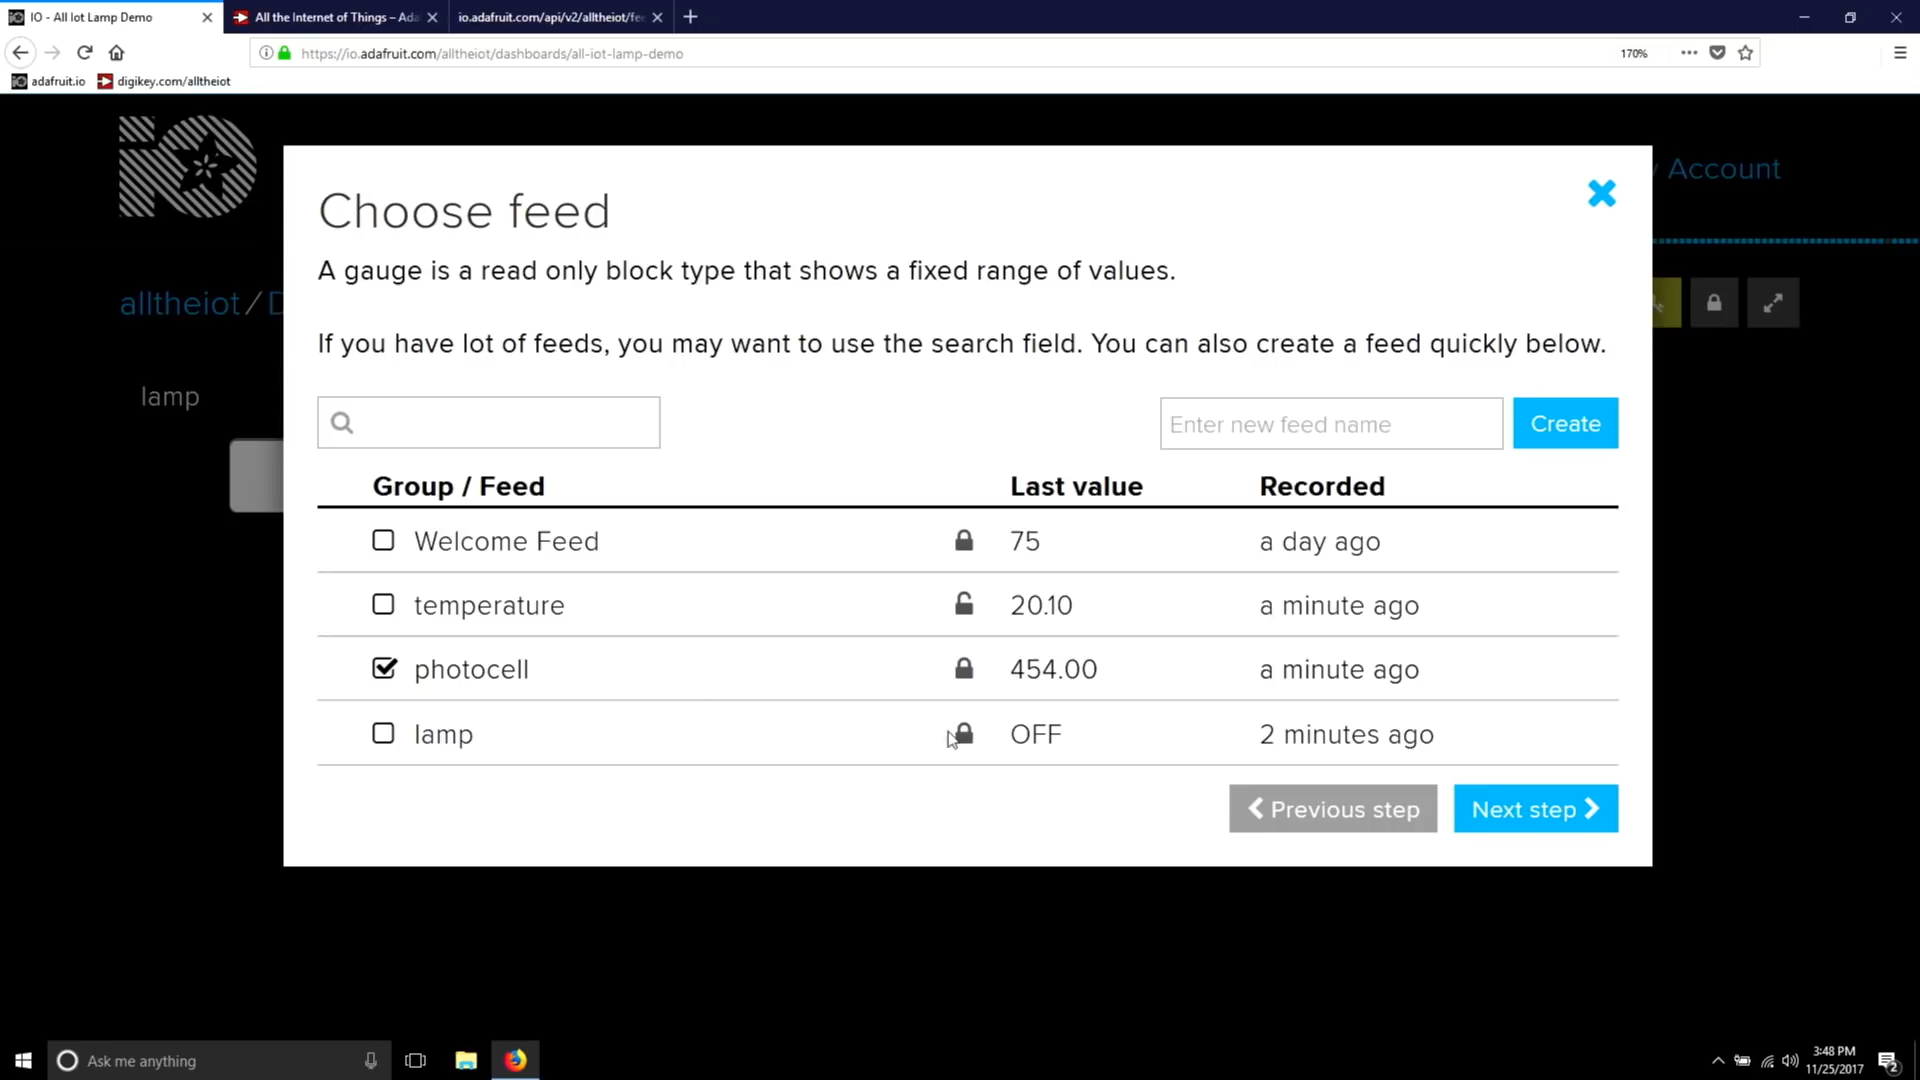 IO - All Iot Lamp Demo
All the Internet of Things – Ada
io.adafruit.com/api/v2/alltheiot/fee
https://io.adafruit.com/alltheiot/dashboards/all-iot-lamp-demo
170%
adafruit.io
digikey.com/alltheiot
io
Account
Choose feed
A gauge is a read only block type that shows a fixed range of values.
alltheiot / D
If you have lot of feeds, you may want to use the search field. You can also create a feed quickly below.
lamp
Enter new feed name
Create
Group / Feed Last value Recorded
Welcome Feed 75 a day ago
temperature 20.10 a minute ago
photocell 454.00 a minute ago
lamp OFF 2 minutes ago
Previous step
Next step
Ask me anything
3:48 PM
11/25/2017
2